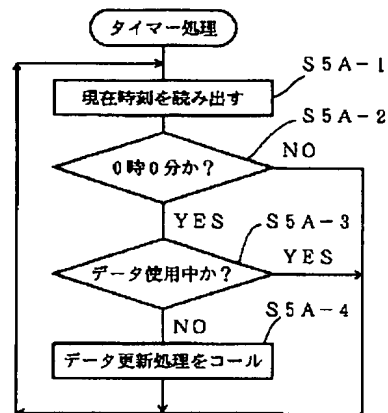 タイマー処理
S5A-1
現在時刻を読み出す
S5A-2
0時0分か?
NO
YES
S5A-3
データ使用中か?
YES
NO
S5A-4
データ更新処理をコール